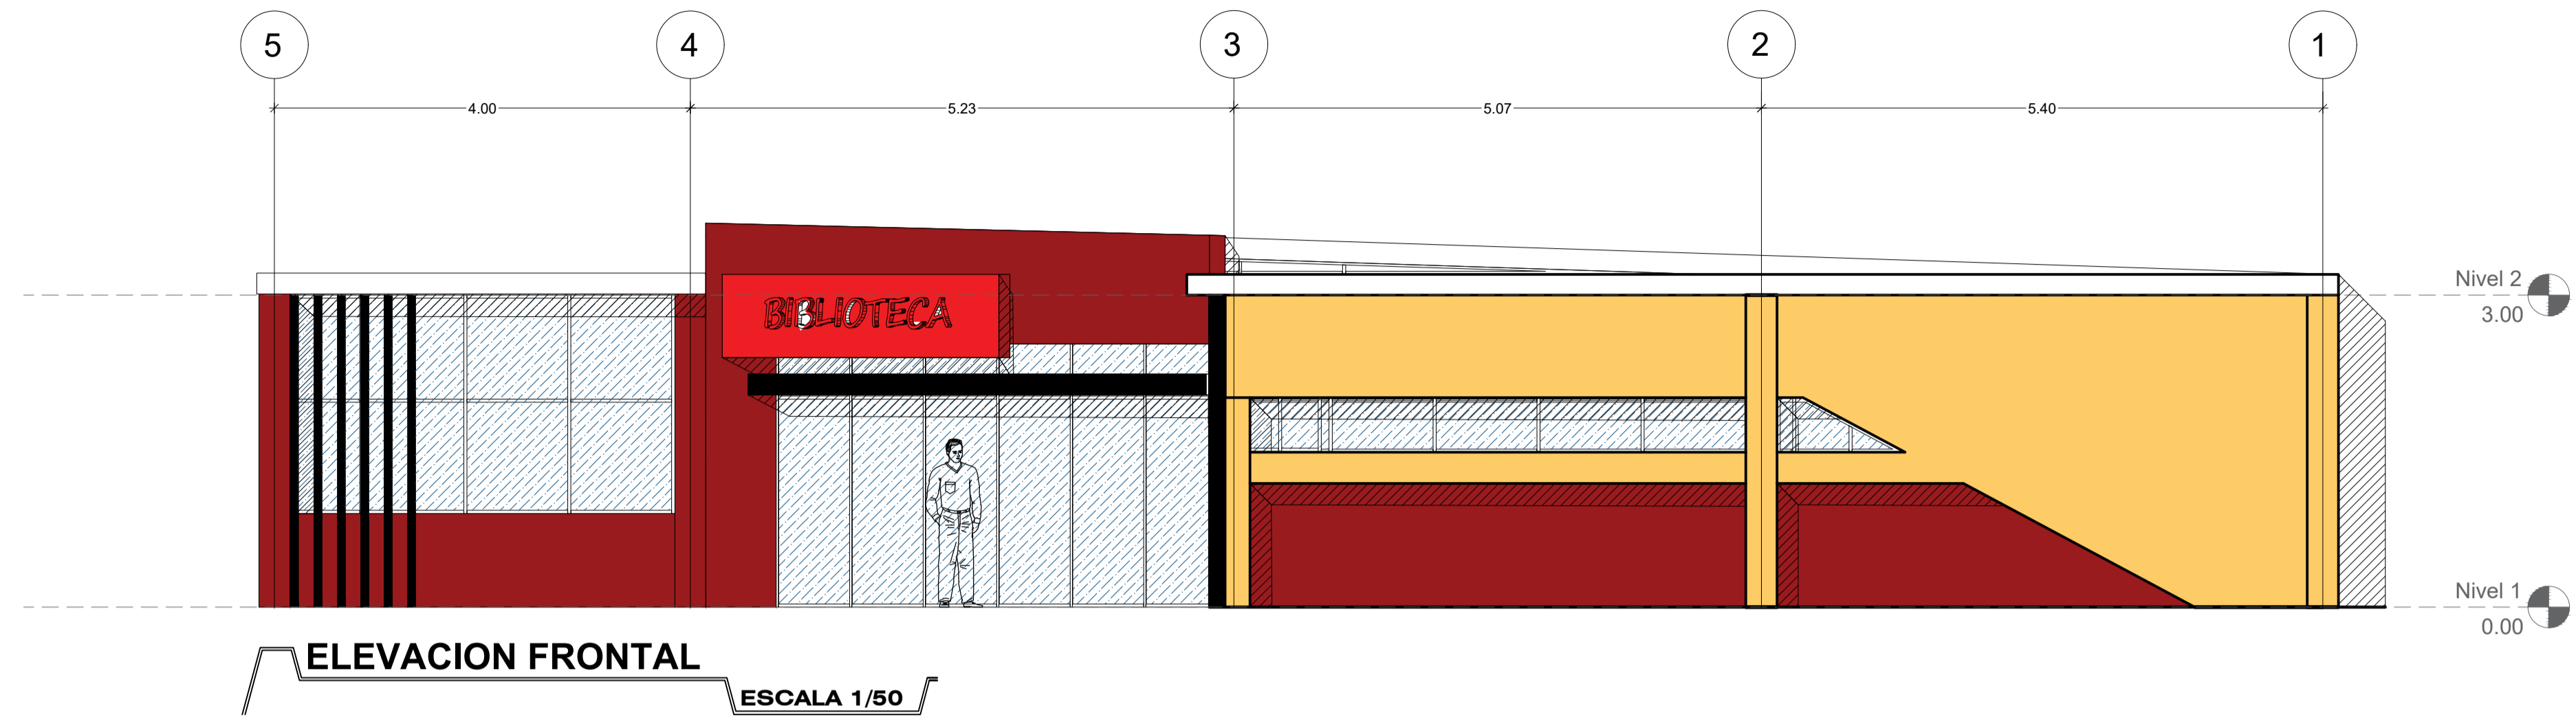 5 4 3 2 1
4.00 5.23 5.07 5.40
Nivel 2
3.00
BIBLIOTECA
Nivel 1
0.00
ELEVACION FRONTAL
ESCALA 1/50